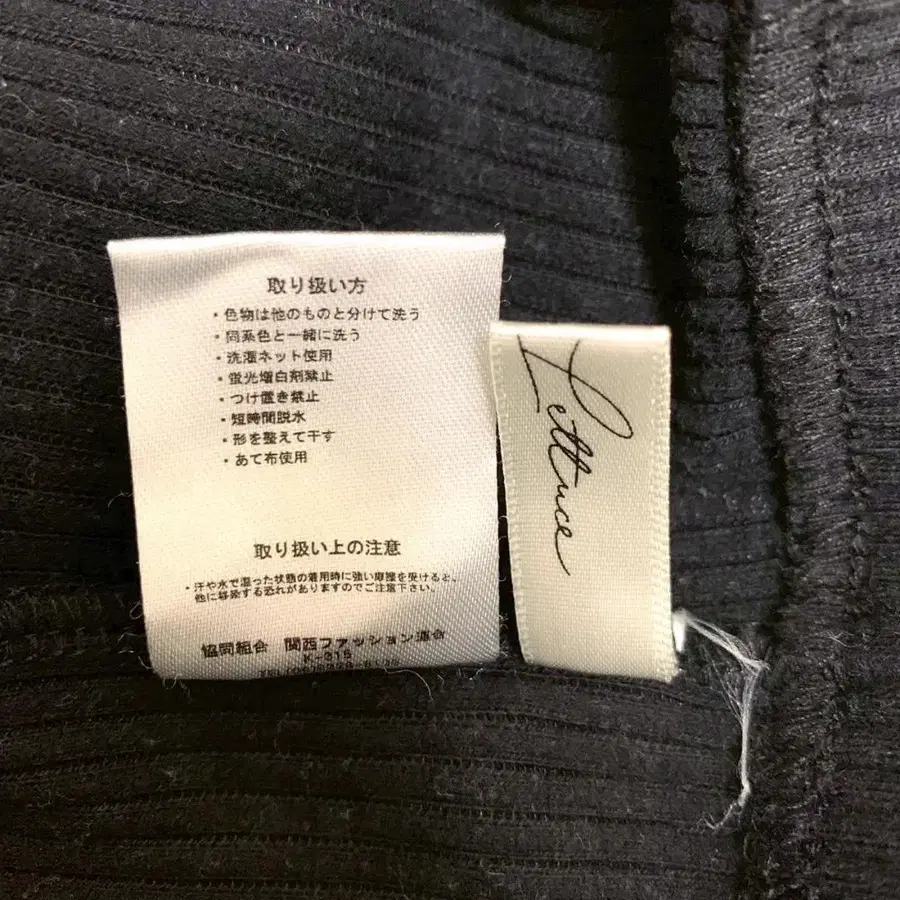 取り扱い方
・色物は他のものと分けて洗う
・同系色と一緒に洗う
・洗濯ネット使用
・蛍光増白剤禁止
・つけ置き禁止
・短時間脱水
・形を整えて干す
・あて布使用
取り扱い上の注意
・汗や水で湿った状態の着用時に強い摩擦を受けると、
他に移染する恐れがありますのでご注意下さい。
協同組合 関西ファッション連合
K-315
Lettuce